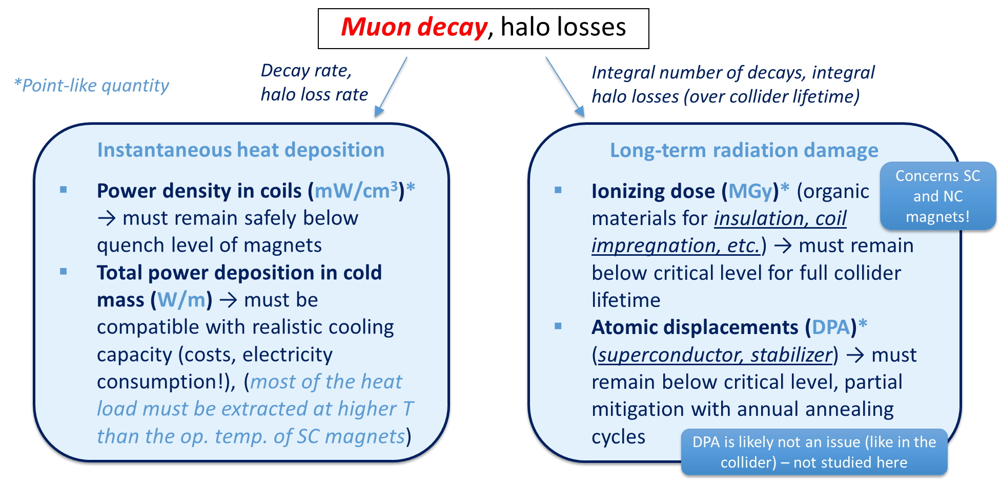 Muon decay, halo losses
*Point-like quantity
Decay rate,
halo loss rate
Integral number of decays, integral
halo losses (over collider lifetime)
Instantaneous heat deposition
▪ Power density in coils (mW/cm³)*
→ must remain safely below
quench level of magnets
▪ Total power deposition in cold
mass (W/m) → must be
compatible with realistic cooling
capacity (costs, electricity
consumption!), (most of the heat
load must be extracted at higher T
than the op. temp. of SC magnets)
Long-term radiation damage
▪ Ionizing dose (MGy)* (organic
materials for insulation, coil
impregnation, etc.) → must remain
below critical level for full collider
lifetime
▪ Atomic displacements (DPA)*
(superconductor, stabilizer) → must
remain below critical level, partial
mitigation with annual annealing
cycles
Concerns SC
and NC
magnets!
DPA is likely not an issue (like in the
collider) – not studied here